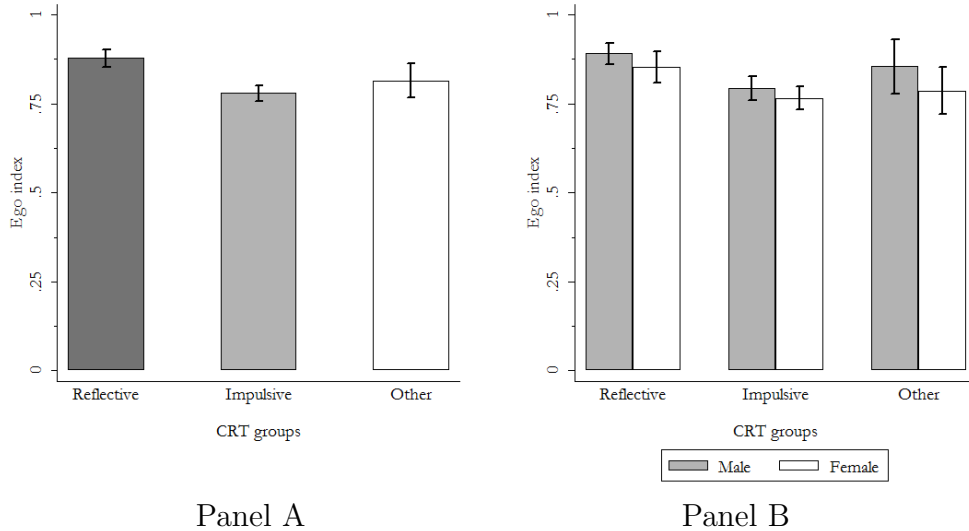 1
.75
.5
.25
0
Ego index
Reflective
Impulsive
Other
CRT groups
Panel A
1
.75
.5
.25
0
Ego index
Reflective
Impulsive
Other
CRT groups
Male
Female
Panel B